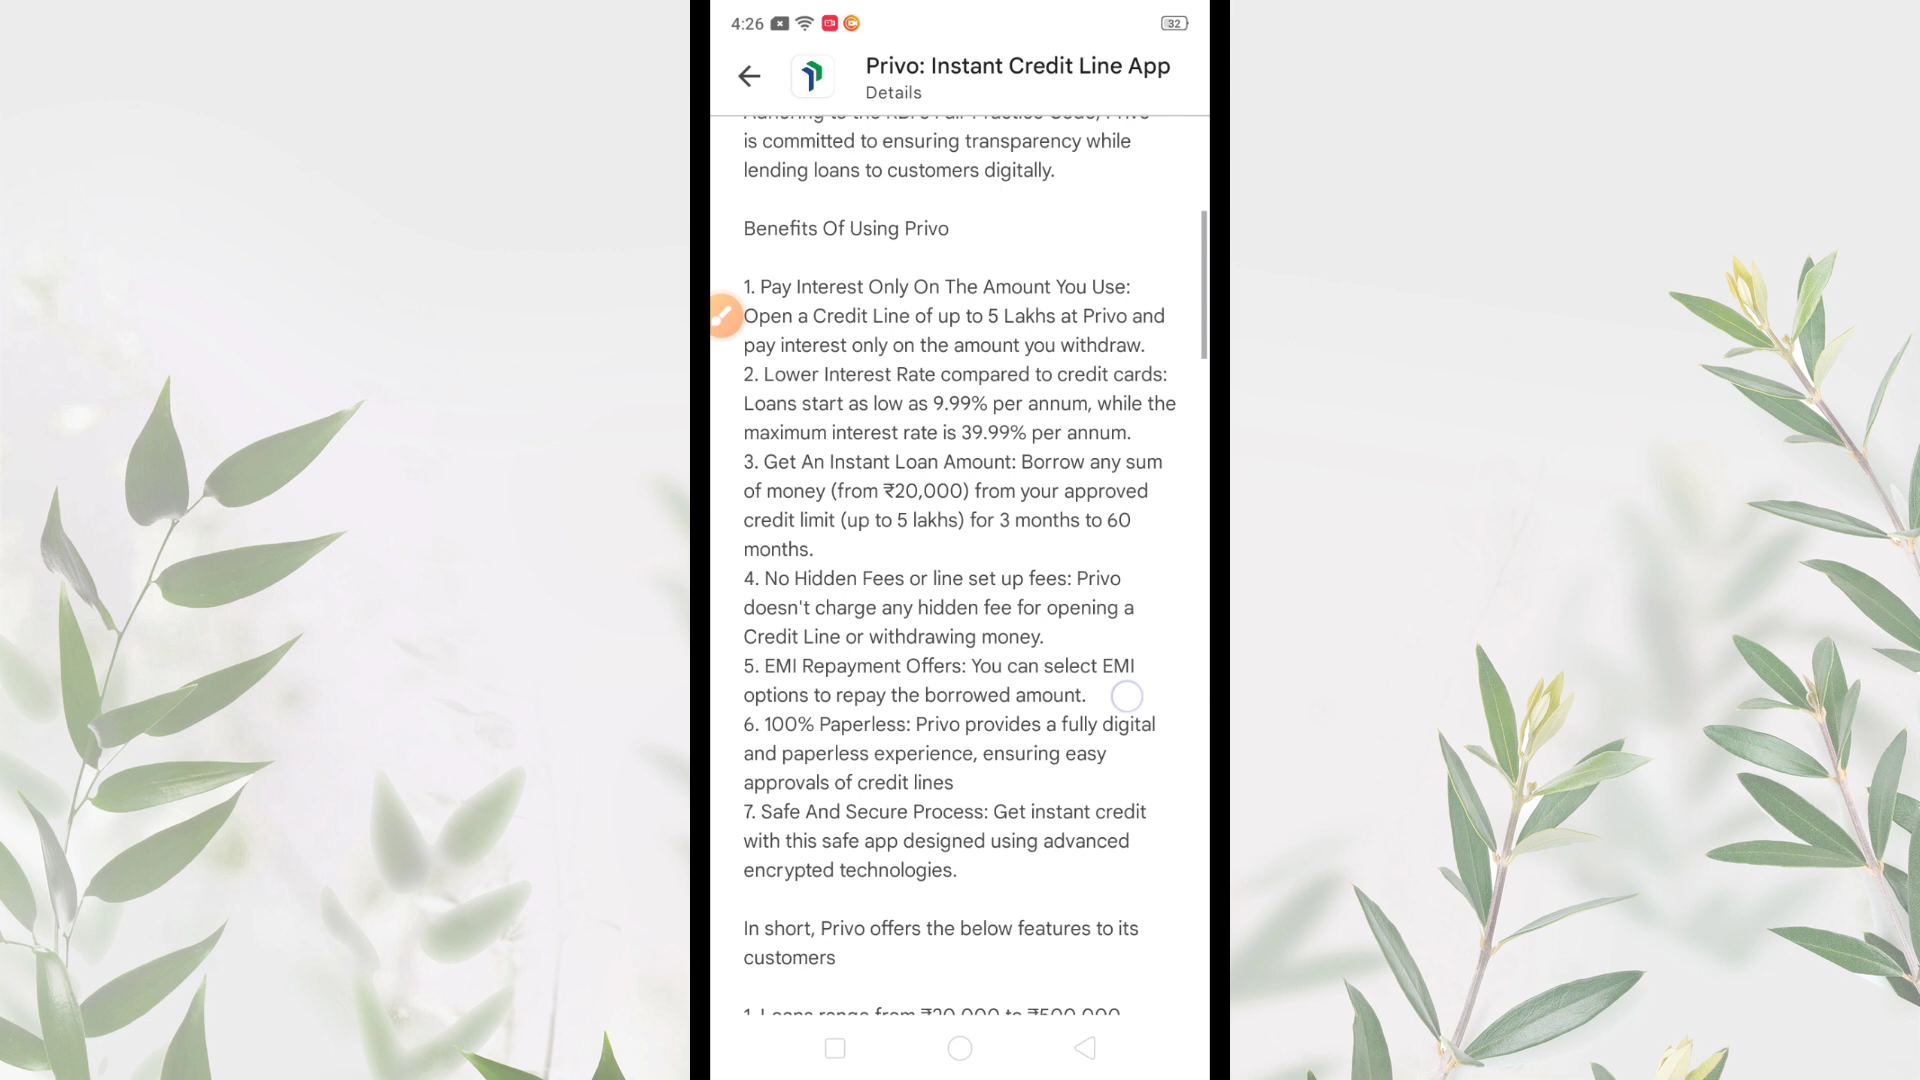 4:26
32
Privo: Instant Credit Line App
Details
is committed to ensuring transparency while
lending loans to customers digitally.
Benefits Of Using Privo
1. Pay Interest Only On The Amount You Use:
Open a Credit Line of up to 5 Lakhs at Privo and
pay interest only on the amount you withdraw.
2. Lower Interest Rate compared to credit cards:
Loans start as low as 9.99% per annum, while the
maximum interest rate is 39.99% per annum.
3. Get An Instant Loan Amount: Borrow any sum
of money (from ₹20,000) from your approved
credit limit (up to 5 lakhs) for 3 months to 60
months.
4. No Hidden Fees or line set up fees: Privo
doesn't charge any hidden fee for opening a
Credit Line or withdrawing money.
5. EMI Repayment Offers: You can select EMI
options to repay the borrowed amount.
6. 100% Paperless: Privo provides a fully digital
and paperless experience, ensuring easy
approvals of credit lines
7. Safe And Secure Process: Get instant credit
with this safe app designed using advanced
encrypted technologies.
In short, Privo offers the below features to its
customers
1. Loans range from ₹20,000 to ₹500,000